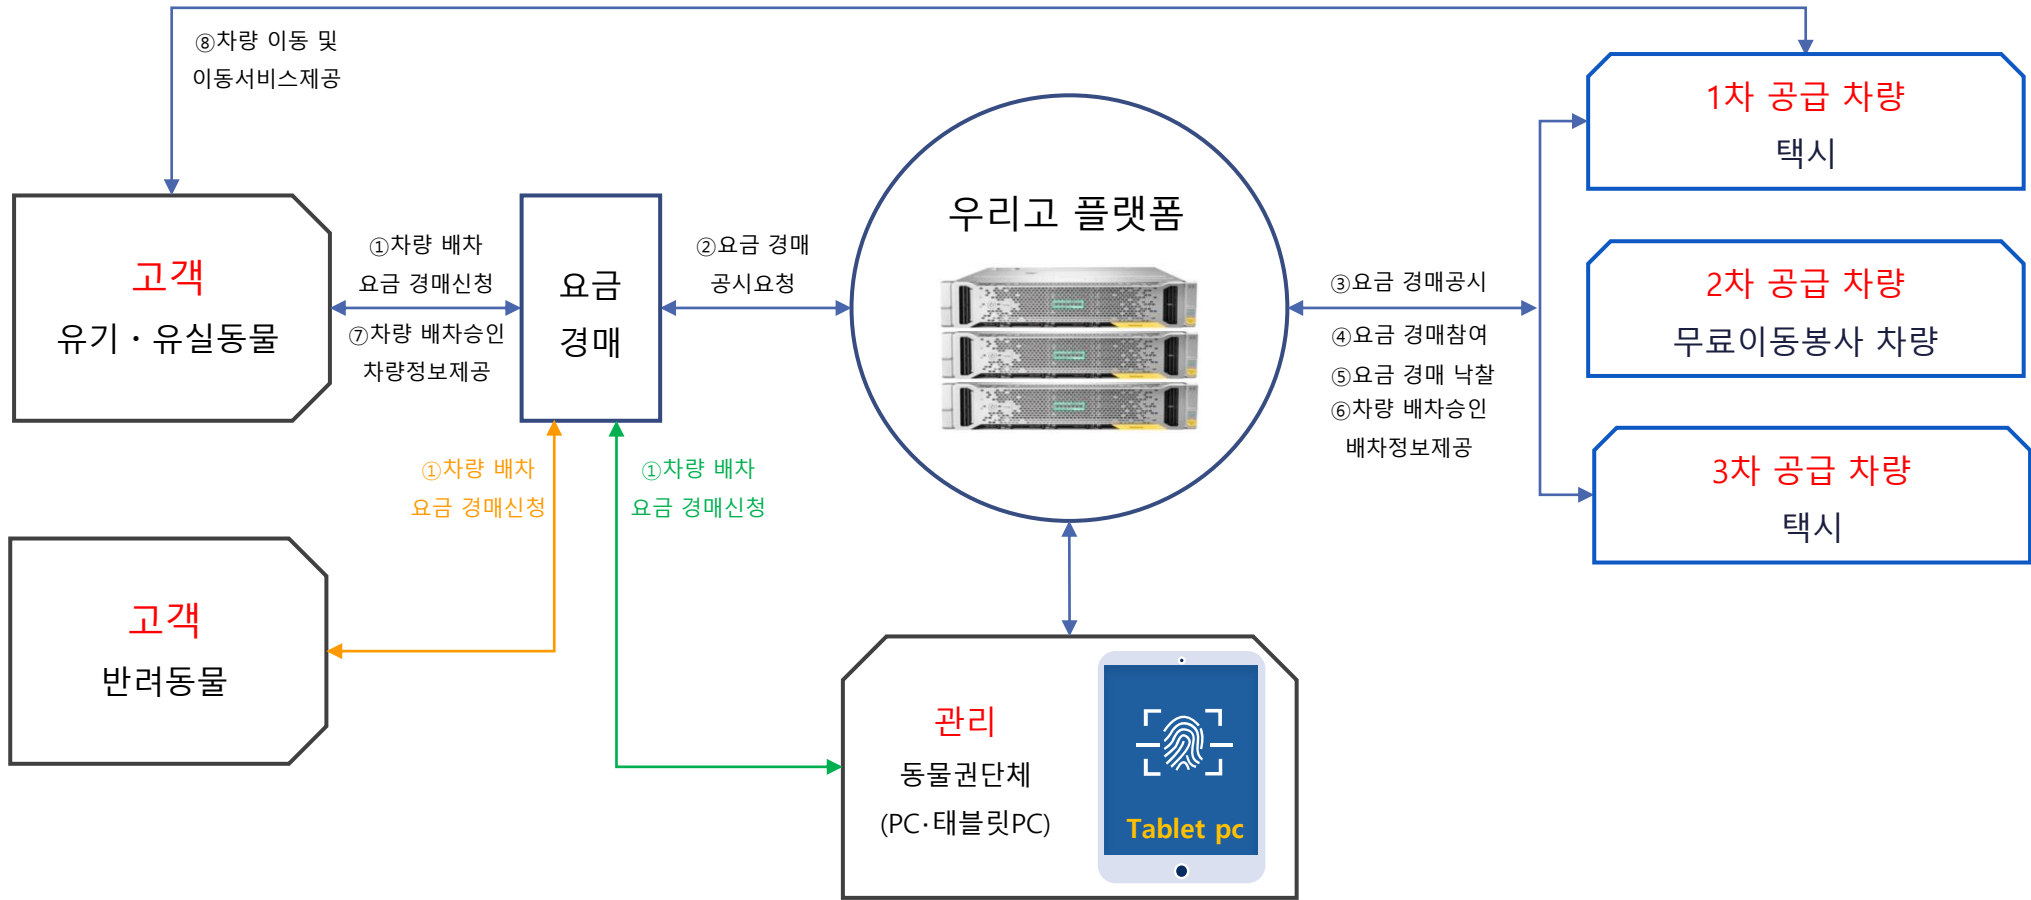 ⑧차량 이동 및
이동서비스제공
1차 공급 차량
택시
우리고 플랫폼
고객
유기 · 유실동물
①차량 배차
요금 경매신청
⑦차량 배차승인
차량정보제공
요금
경매
②요금 경매
공시요청
③요금 경매공시
④요금 경매참여
⑤요금 경매 낙찰
⑥차량 배차승인
배차정보제공
2차 공급 차량
무료이동봉사 차량
3차 공급 차량
택시
①차량 배차
요금 경매신청
①차량 배차
요금 경매신청
고객
반려동물
관리
동물권단체
(PC·태블릿PC)
Tablet pc